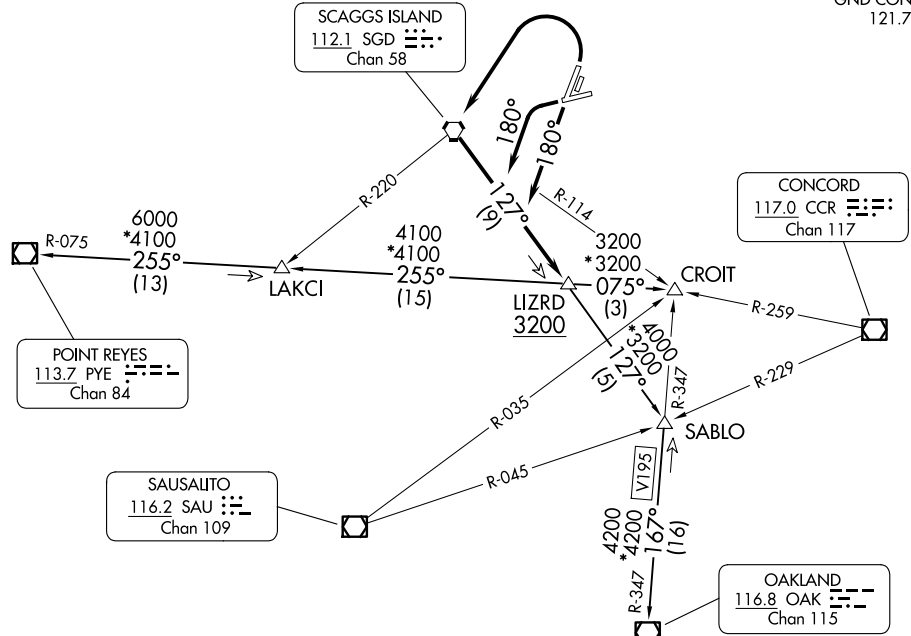 GND CON
121.7
SCAGGS ISLAND
112.1 SGD
Chan 58
180°
180°
R-220
127°
(9)
R-114
CONCORD
117.0 CCR
Chan 117
6000
*4100
255°
(13)
R-075
4100
*4100
255°
(15)
3200
*3200
075°
(3)
LAKCI
LIZRD
3200
CROIT
R-259
POINT REYES
113.7 PYE
Chan 84
4000
*3200
127°
(5)
R-347
R-229
R-035
SABLO
R-045
V195
SAUSALITO
116.2 SAU
Chan 109
4200
*4200
167°
(16)
R-347
OAKLAND
116.8 OAK
Chan 115